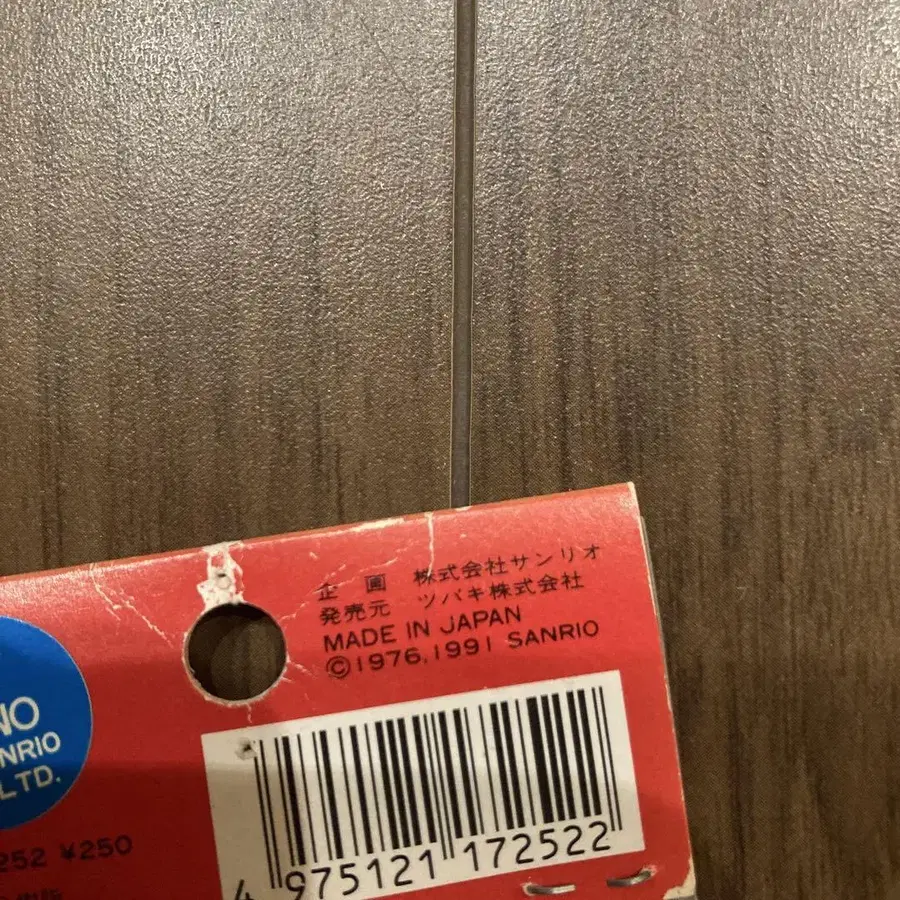 企画 株式会社サンリオ
発売元 ツバキ株式会社
MADE IN JAPAN
©1976,1991 SANRIO
NO
NRIO
LTD.
252 ¥250
4 975121 172522